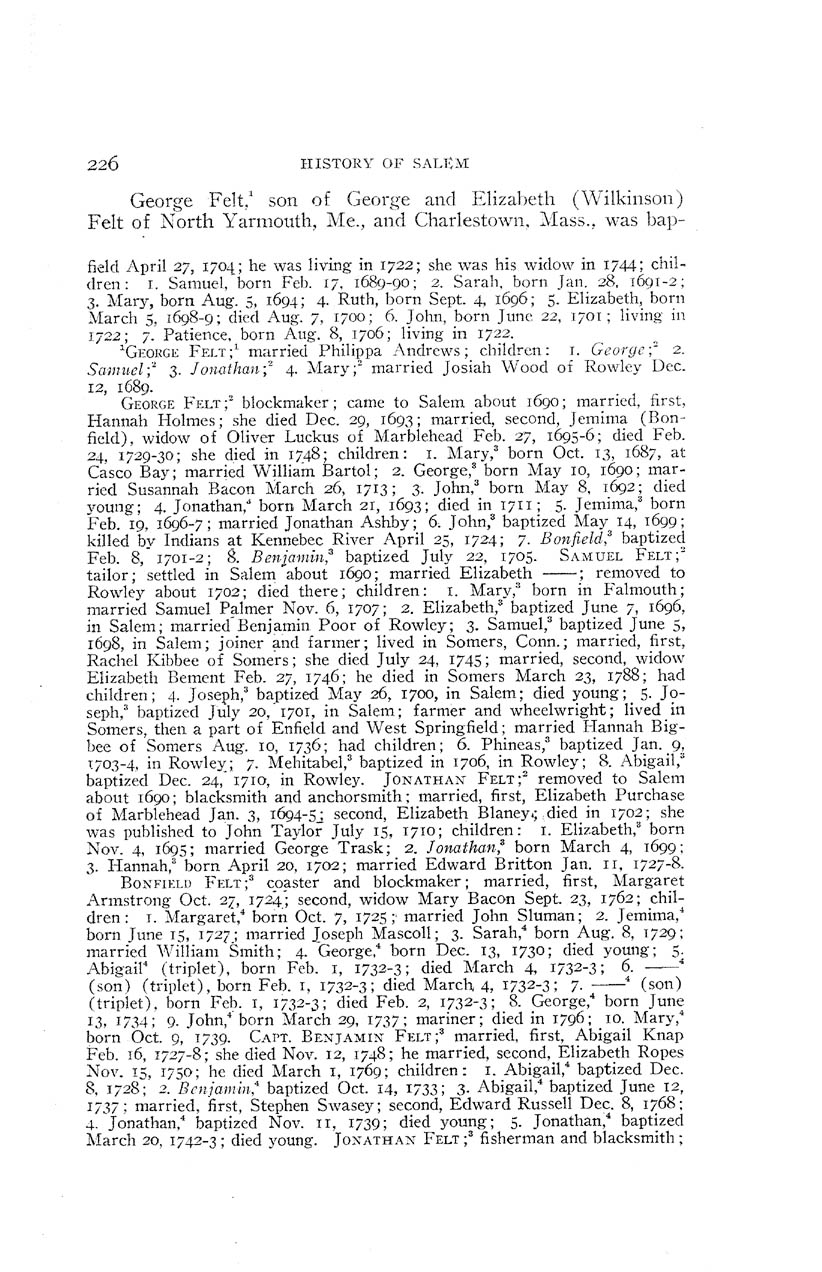 226 HISTORY OF SALEM
George Felt,¹ son of George and Elizabeth (Wilkinson)
Felt of North Yarmouth, Me., and Charlestown, Mass., was bap-
field April 27, 1704; he was living in 1722; she was his widow in 1744; chil-
dren: 1. Samuel, born Feb. 17, 1689-90; 2. Sarah, born Jan. 28, 1691-2;
3. Mary, born Aug. 5, 1694; 4. Ruth, born Sept. 4, 1696; 5. Elizabeth, born
March 5, 1698-9; died Aug. 7, 1700; 6. John, born June 22, 1701; living in
1722; 7. Patience, born Aug. 8, 1706; living in 1722.
¹GEORGE FELT;¹ married Philippa Andrews; children: 1. George;² 2.
Samuel;² 3. Jonathan;² 4. Mary;² married Josiah Wood of Rowley Dec.
12, 1689.
GEORGE FELT;² blockmaker; came to Salem about 1690; married, first,
Hannah Holmes; she died Dec. 29, 1693; married, second, Jemima (Bon-
field), widow of Oliver Luckus of Marblehead Feb. 27, 1695-6; died Feb.
24, 1729-30; she died in 1748; children: 1. Mary,³ born Oct. 13, 1687, at
Casco Bay; married William Bartol; 2. George,³ born May 10, 1690; mar-
ried Susannah Bacon March 26, 1713; 3. John,³ born May 8, 1692; died
young; 4. Jonathan,³ born March 21, 1693; died in 1711; 5. Jemima,³ born
Feb. 19, 1696-7; married Jonathan Ashby; 6. John,³ baptized May 14, 1699;
killed by Indians at Kennebec River April 25, 1724; 7. Bonfield,³ baptized
Feb. 8, 1701-2; 8. Benjamin,³ baptized July 22, 1705. SAMUEL FELT;²
tailor; settled in Salem about 1690; married Elizabeth ——; removed to
Rowley about 1702; died there; children: 1. Mary,³ born in Falmouth;
married Samuel Palmer Nov. 6, 1707; 2. Elizabeth,³ baptized June 7, 1696,
in Salem; married Benjamin Poor of Rowley; 3. Samuel,³ baptized June 5,
1698, in Salem; joiner and farmer; lived in Somers, Conn.; married, first,
Rachel Kibbee of Somers; she died July 24, 1745; married, second, widow
Elizabeth Bement Feb. 27, 1746; he died in Somers March 23, 1788; had
children; 4. Joseph,³ baptized May 26, 1700, in Salem; died young; 5. Jo-
seph,³ baptized July 20, 1701, in Salem; farmer and wheelwright; lived in
Somers, then a part of Enfield and West Springfield; married Hannah Big-
bee of Somers Aug. 10, 1736; had children; 6. Phineas,³ baptized Jan. 9,
1703-4, in Rowley; 7. Mehitabel,³ baptized in 1706, in Rowley; 8. Abigail,³
baptized Dec. 24, 1710, in Rowley. JONATHAN FELT;² removed to Salem
about 1690; blacksmith and anchorsmith; married, first, Elizabeth Purchase
of Marblehead Jan. 3, 1694-5; second, Elizabeth Blaney; died in 1702; she
was published to John Taylor July 15, 1710; children: 1. Elizabeth,³ born
Nov. 4, 1695; married George Trask; 2. Jonathan,³ born March 4, 1699;
3. Hannah,³ born April 20, 1702; married Edward Britton Jan. 11, 1727-8.
BONFIELD FELT;³ coaster and blockmaker; married, first, Margaret
Armstrong Oct. 27, 1724; second, widow Mary Bacon Sept. 23, 1762; chil-
dren: 1. Margaret,⁴ born Oct. 7, 1725; married John Sluman; 2. Jemima,⁴
born June 15, 1727; married Joseph Mascoll; 3. Sarah,⁴ born Aug. 8, 1729;
married William Smith; 4. George,⁴ born Dec. 13, 1730; died young; 5.
Abigail⁴ (triplet), born Feb. 1, 1732-3; died March 4, 1732-3; 6. ——⁴
(son) (triplet), born Feb. 1, 1732-3; died March, 4, 1732-3; 7. ——⁴ (son)
(triplet), born Feb. 1, 1732-3; died Feb. 2, 1732-3; 8. George,⁴ born June
13, 1734; 9. John,⁴ born March 29, 1737; mariner; died in 1796; 10. Mary,⁴
born Oct. 9, 1739. CAPT. BENJAMIN FELT;³ married, first, Abigail Knap
Feb. 16, 1727-8; she died Nov. 12, 1748; he married, second, Elizabeth Ropes
Nov. 15, 1750; he died March 1, 1769; children: 1. Abigail,⁴ baptized Dec.
8, 1728; 2. Benjamin,⁴ baptized Oct. 14, 1733; 3. Abigail,⁴ baptized June 12,
1737; married, first, Stephen Swasey; second, Edward Russell Dec. 8, 1768;
4. Jonathan,⁴ baptized Nov. 11, 1739; died young; 5. Jonathan,⁴ baptized
March 20, 1742-3; died young. JONATHAN FELT;³ fisherman and blacksmith;